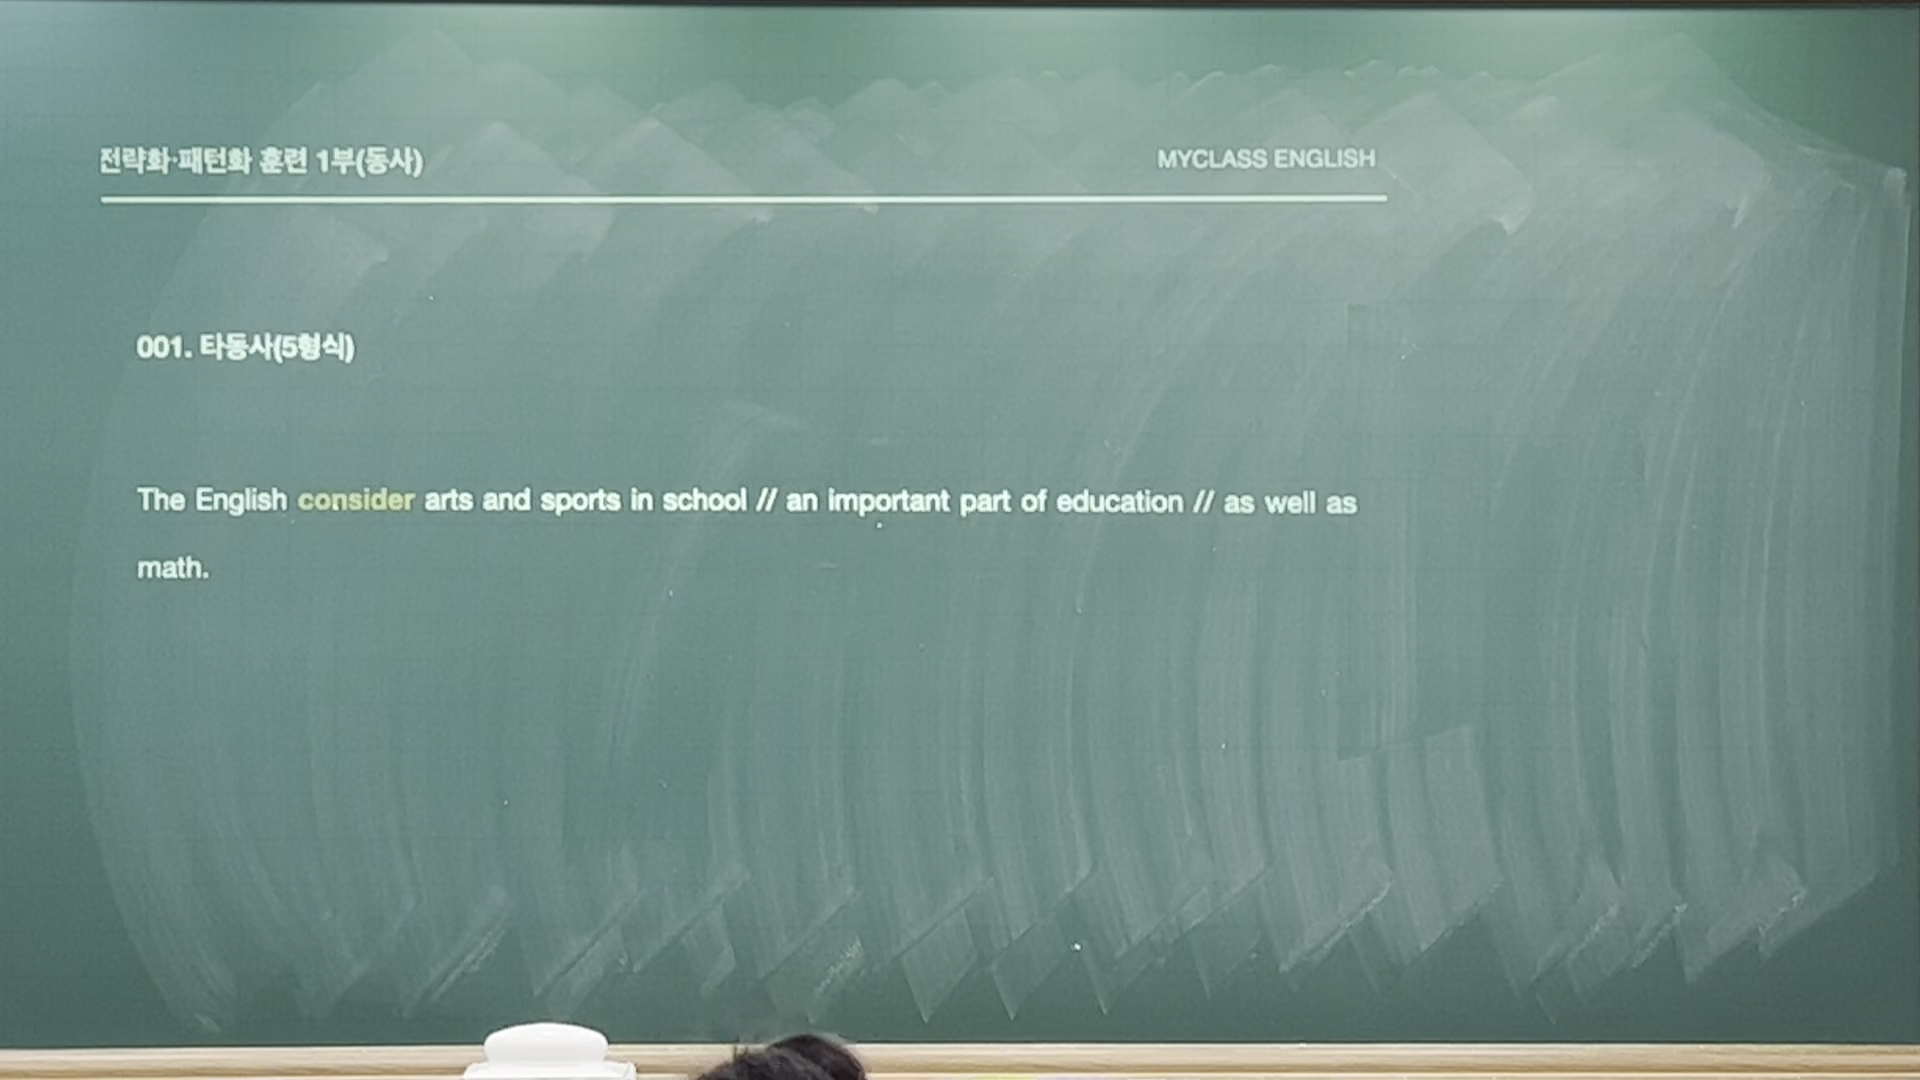 전략화·패턴화 훈련 1부(동사) MYCLASS ENGLISH
001. 타동사(5형식)
The English consider arts and sports in school // an important part of education // as well as
math.